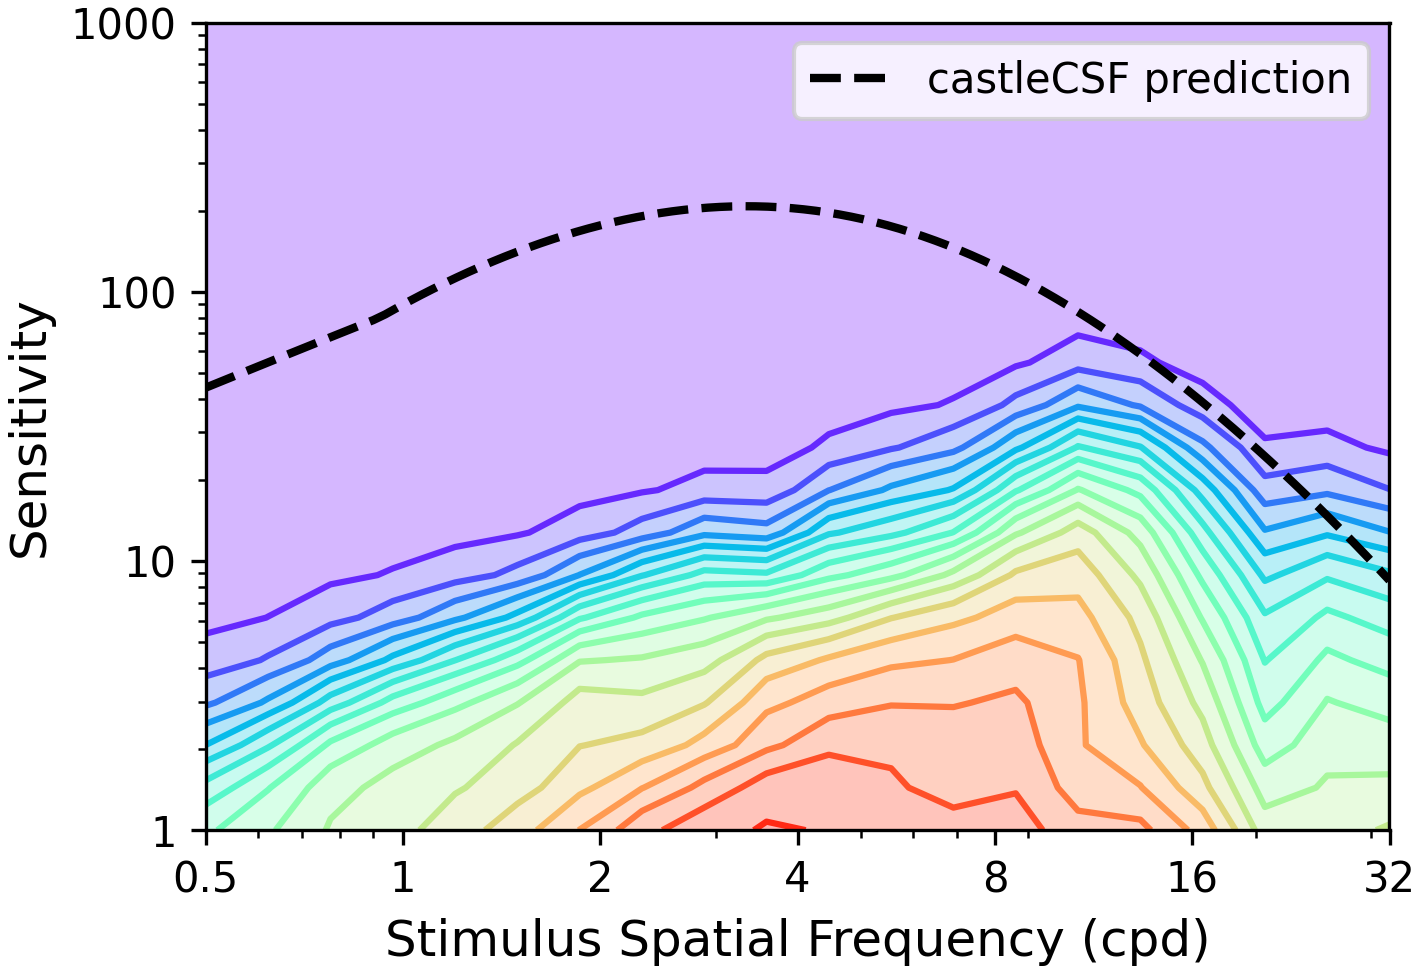 1000
100
10
1
Sensitivity
castleCSF prediction
0.5 1 2 4 8 16 32
Stimulus Spatial Frequency (cpd)